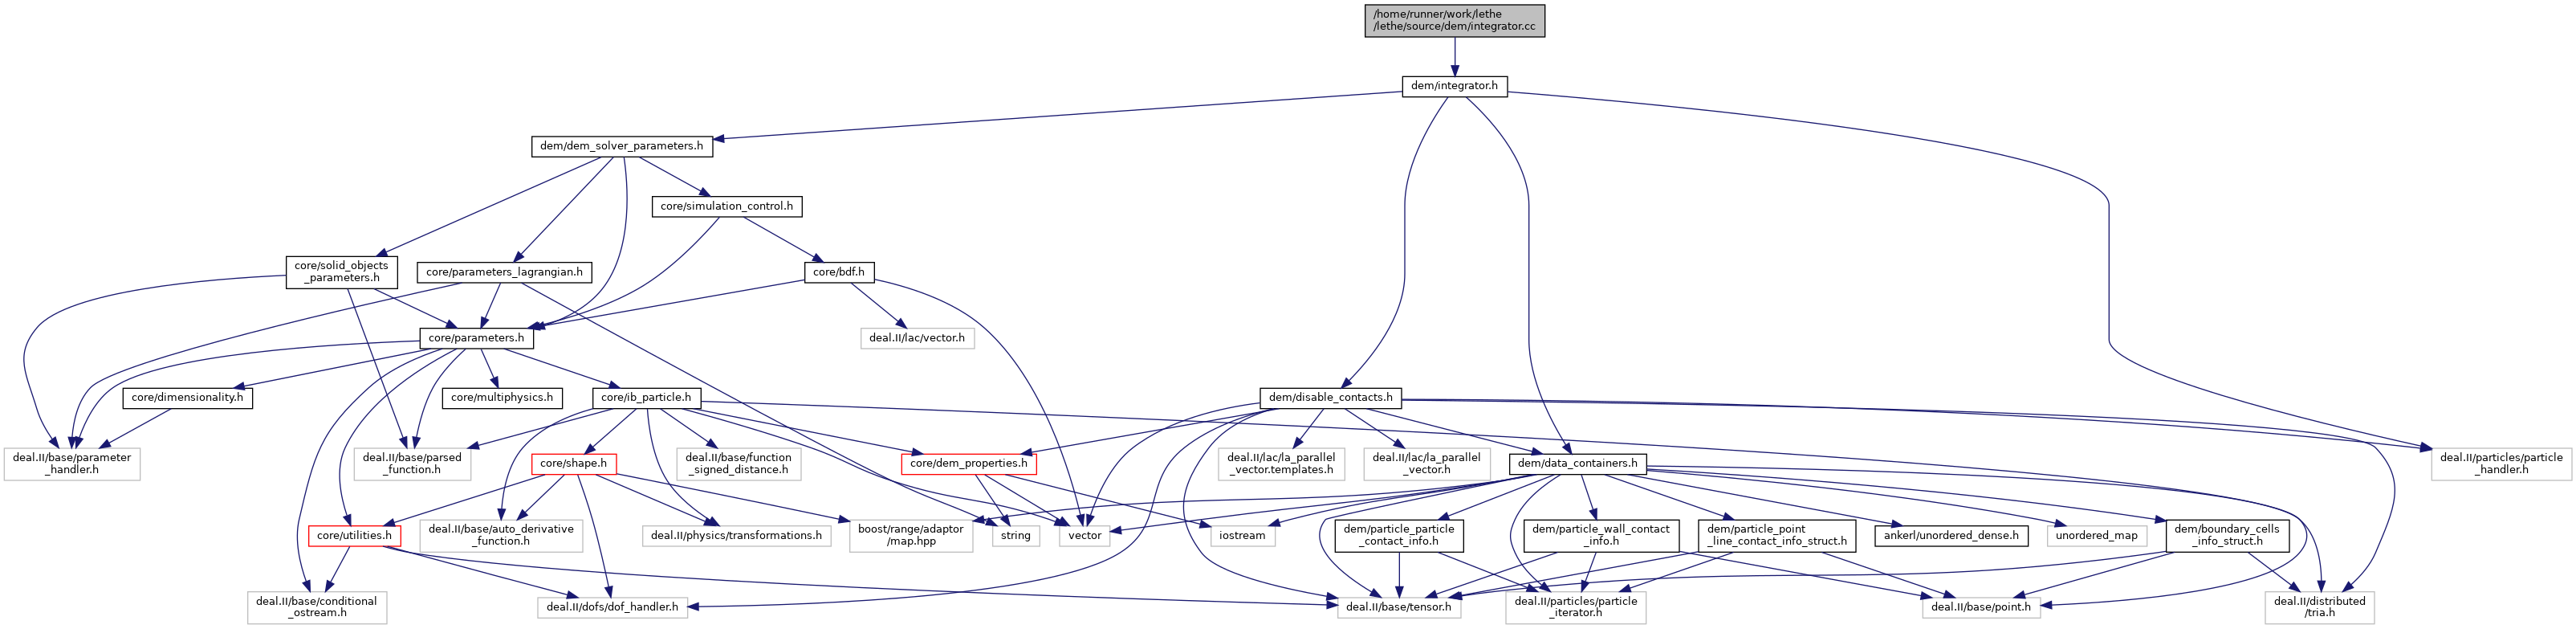 /home/runner/work/lethe
/lethe/source/dem/integrator.cc
dem/integrator.h
dem/dem_solver_parameters.h
core/simulation_control.h
core/solid_objects
_parameters.h
core/parameters_lagrangian.h
core/bdf.h
core/parameters.h
deal.II/lac/vector.h
core/dimensionality.h
core/multiphysics.h
core/ib_particle.h
dem/disable_contacts.h
deal.II/base/parameter
_handler.h
deal.II/base/parsed
_function.h
core/shape.h
deal.II/base/function
_signed_distance.h
core/dem_properties.h
deal.II/lac/la_parallel
_vector.templates.h
deal.II/lac/la_parallel
_vector.h
dem/data_containers.h
deal.II/particles/particle
_handler.h
core/utilities.h
deal.II/base/auto_derivative
_function.h
deal.II/physics/transformations.h
boost/range/adaptor
/map.hpp
string
vector
iostream
dem/particle_particle
_contact_info.h
dem/particle_wall_contact
_info.h
dem/particle_point
_line_contact_info_struct.h
ankerl/unordered_dense.h
unordered_map
dem/boundary_cells
_info_struct.h
deal.II/base/conditional
_ostream.h
deal.II/dofs/dof_handler.h
deal.II/base/tensor.h
deal.II/particles/particle
_iterator.h
deal.II/base/point.h
deal.II/distributed
/tria.h